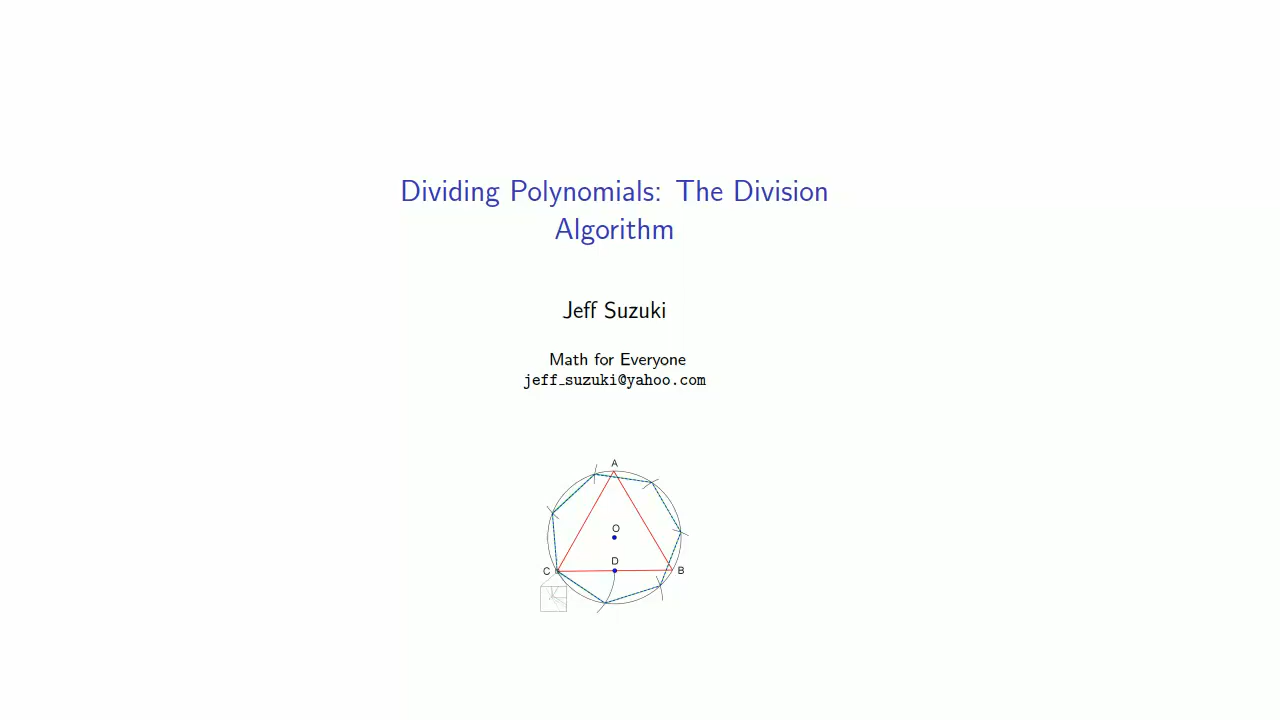 Dividing Polynomials: The Division
Algorithm
Jeff Suzuki
Math for Everyone
jeff_suzuki@yahoo.com
A
O
D
C
B